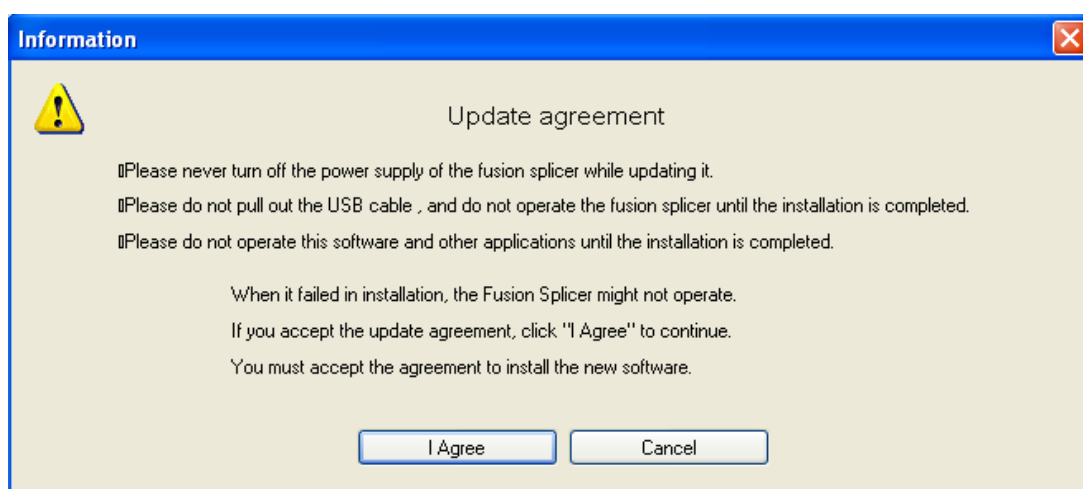 Information
Update agreement
▯Please never turn off the power supply of the fusion splicer while updating it.
▯Please do not pull out the USB cable , and do not operate the fusion splicer until the installation is completed.
▯Please do not operate this software and other applications until the installation is completed.
When it failed in installation, the Fusion Splicer might not operate.
If you accept the update agreement, click "I Agree" to continue.
You must accept the agreement to install the new software.
I Agree
Cancel